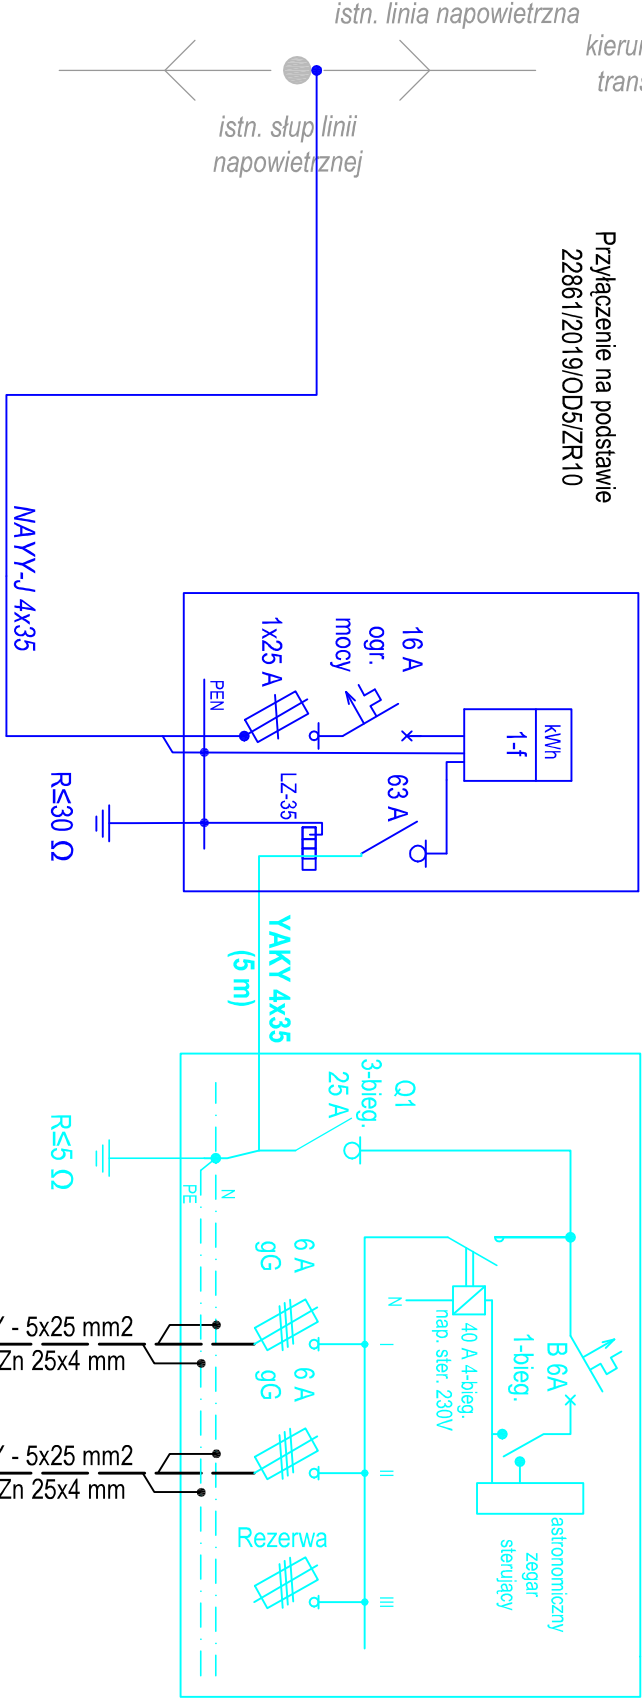 istn. linia napowietrzna
kierun
trans
istn. słup linii
napowietrznej
Przyłączenie na podstawie
22861/2019/OD5/ZR10
NAYY-J 4x35
kWh
1-f
16 A
ogr.
mocy
1x25 A
PEN
63 A
LZ-35
R≤30 Ω
YAKY 4x35
(5 m)
Q1
3-bieg.
25 A
R≤5 Ω
N
PE
B 6A
1-bieg.
40 A 4-bieg.
nap. ster. 230V
N
astronomiczny
zegar
sterujący
6 A
gG
I
6 A
gG
II
Rezerwa
III
Y - 5x25 mm2
Zn 25x4 mm
Y - 5x25 mm2
Zn 25x4 mm